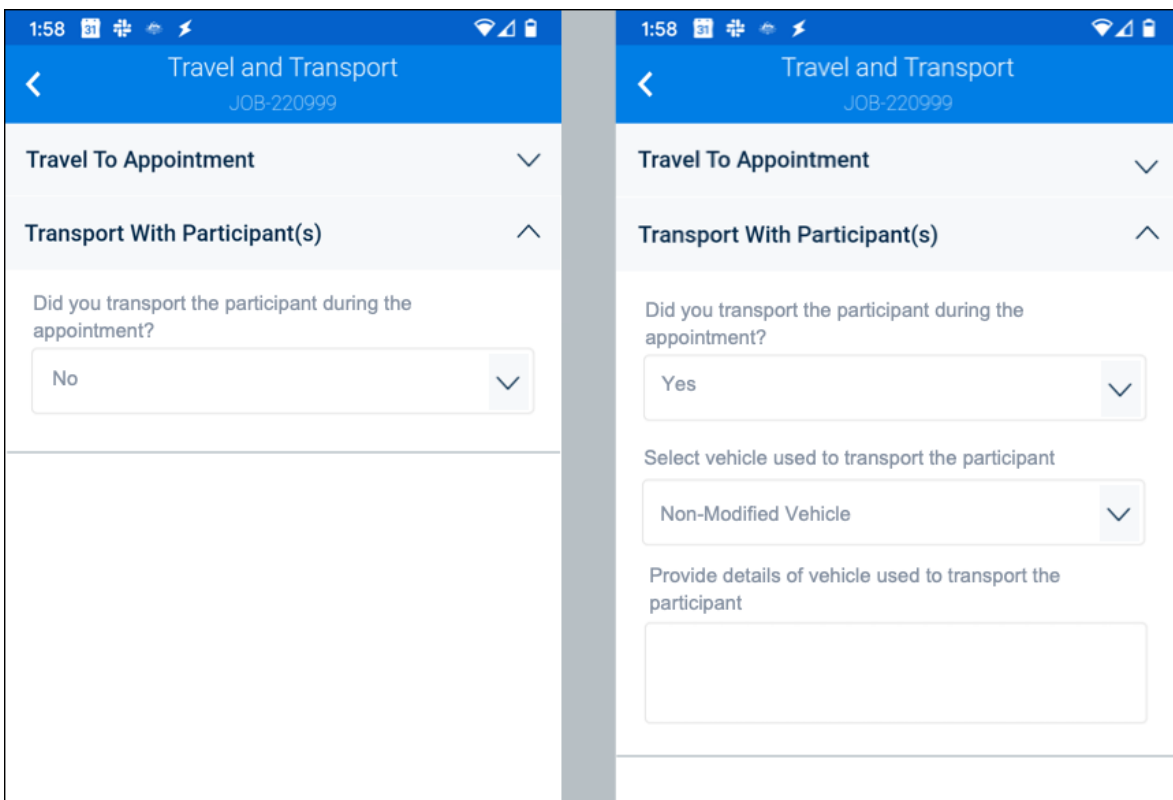 1:58 31
Travel and Transport
JOB-220999
Travel To Appointment
Transport With Participant(s)
Did you transport the participant during the
appointment?
No
1:58 31
Travel and Transport
JOB-220999
Travel To Appointment
Transport With Participant(s)
Did you transport the participant during the
appointment?
Yes
Select vehicle used to transport the participant
Non-Modified Vehicle
Provide details of vehicle used to transport the
participant